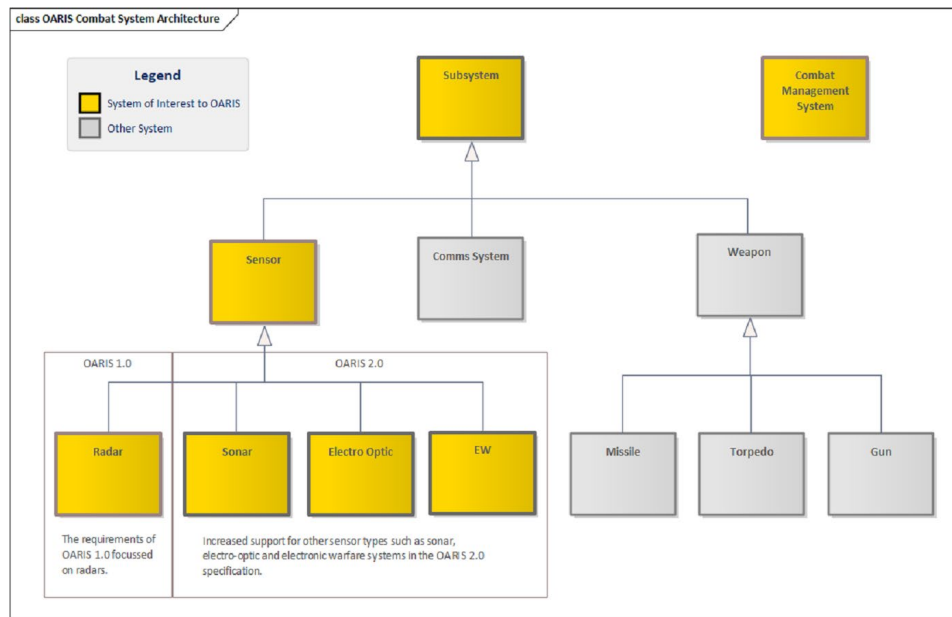 class OARIS Combat System Architecture
Legend
System of Interest to OARIS
Other System
Subsystem
Combat
Management
System
Sensor
Comms System
Weapon
OARIS 1.0
OARIS 2.0
Radar
Sonar
Electro Optic
EW
Missile
Torpedo
Gun
The requirements of
OARIS 1.0 focussed
on radars.
Increased support for other sensor types such as sonar,
electro-optic and electronic warfare systems in the OARIS 2.0
specification.